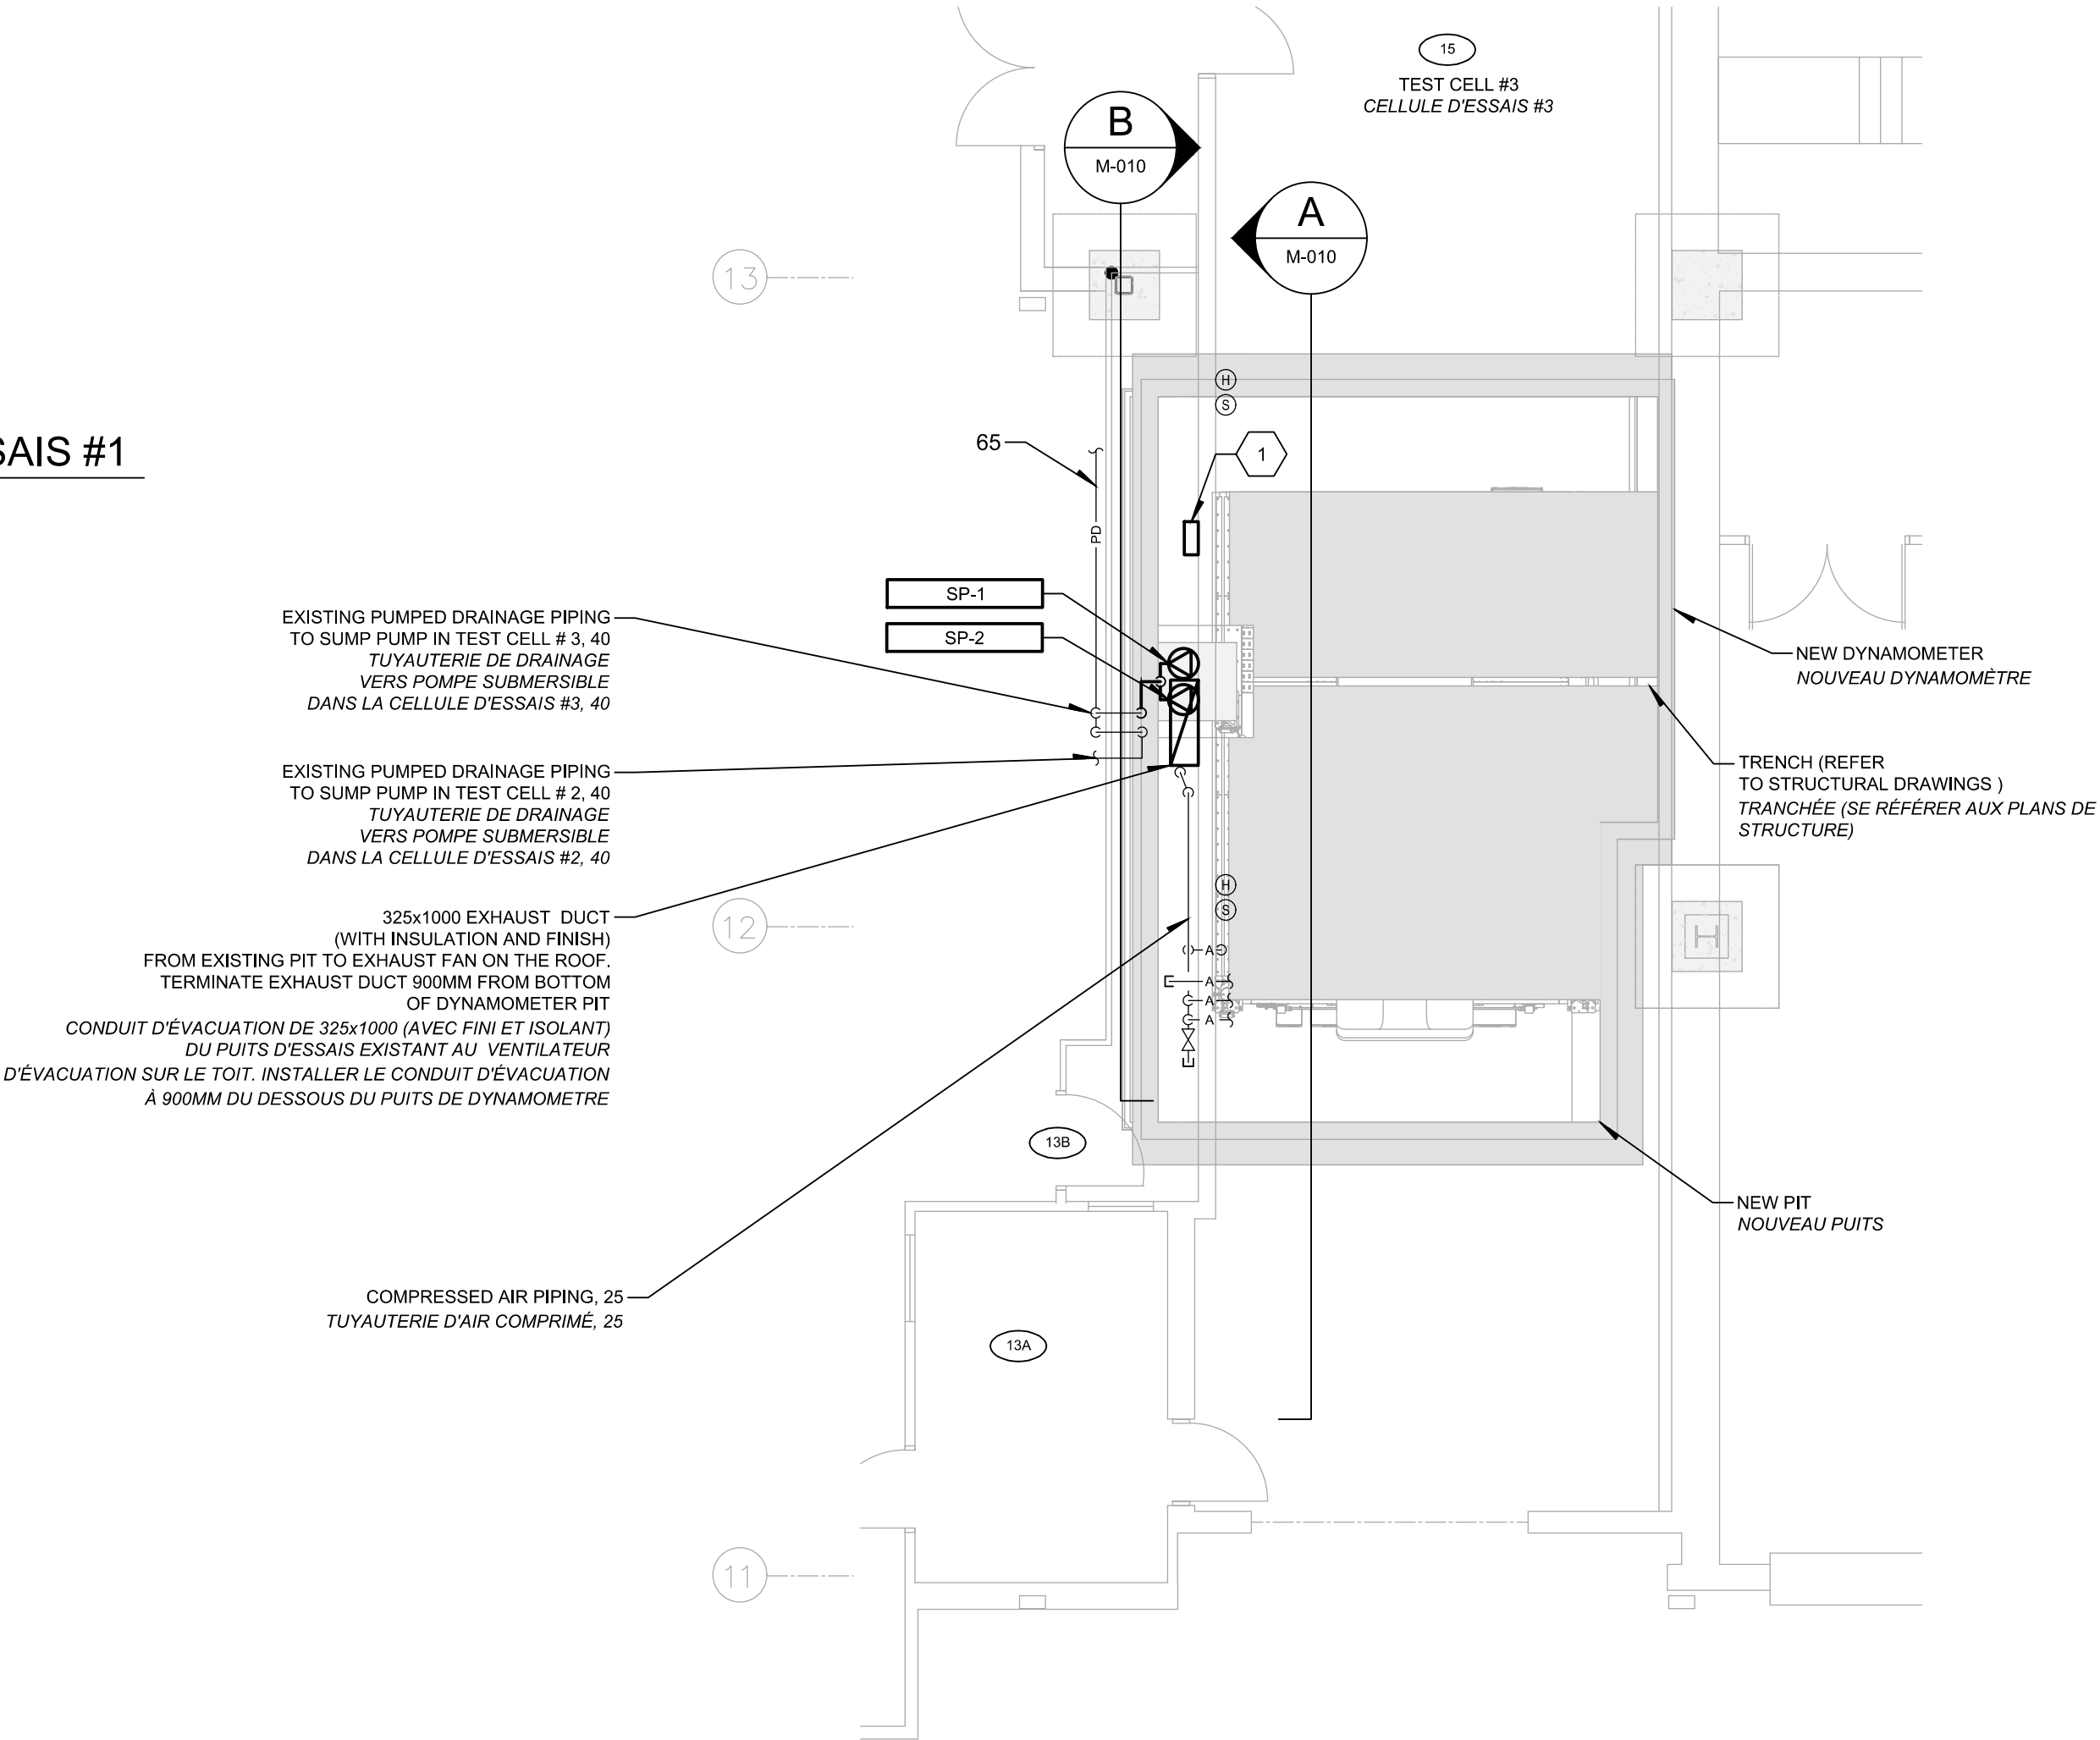 15
TEST CELL #3
CELLULE D'ESSAIS #3
B
M-010
A
M-010
13
H
S
SAIS #1
65
1
PD
SP-1
SP-2
EXISTING PUMPED DRAINAGE PIPING
TO SUMP PUMP IN TEST CELL # 3, 40
TUYAUTERIE DE DRAINAGE
VERS POMPE SUBMERSIBLE
DANS LA CELLULE D'ESSAIS #3, 40
NEW DYNAMOMETER
NOUVEAU DYNAMOMÈTRE
EXISTING PUMPED DRAINAGE PIPING
TO SUMP PUMP IN TEST CELL # 2, 40
TUYAUTERIE DE DRAINAGE
VERS POMPE SUBMERSIBLE
DANS LA CELLULE D'ESSAIS #2, 40
TRENCH (REFER
TO STRUCTURAL DRAWINGS )
TRANCHÉE (SE RÉFÉRER AUX PLANS DE
STRUCTURE)
H
S
12
325x1000 EXHAUST DUCT
(WITH INSULATION AND FINISH)
FROM EXISTING PIT TO EXHAUST FAN ON THE ROOF.
TERMINATE EXHAUST DUCT 900MM FROM BOTTOM
OF DYNAMOMETER PIT
CONDUIT D'ÉVACUATION DE 325x1000 (AVEC FINI ET ISOLANT)
DU PUITS D'ESSAIS EXISTANT AU VENTILATEUR
D'ÉVACUATION SUR LE TOIT. INSTALLER LE CONDUIT D'ÉVACUATION
À 900MM DU DESSOUS DU PUITS DE DYNAMOMETRE
A
A
A
A
13B
NEW PIT
NOUVEAU PUITS
COMPRESSED AIR PIPING, 25
TUYAUTERIE D'AIR COMPRIMÉ, 25
13A
11